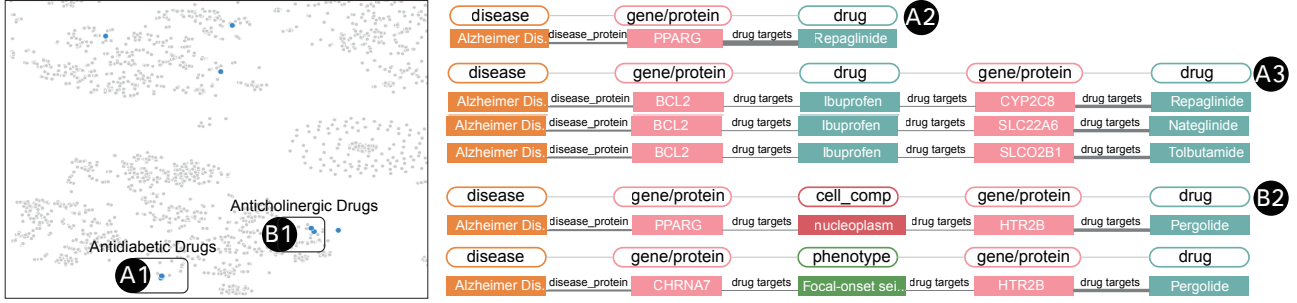 Anticholinergic Drugs
B1
Antidiabetic Drugs
A1
disease gene/protein drug A2
Alzheimer Dis. disease_protein PPARG drug targets Repaglinide
disease gene/protein drug gene/protein drug A3
Alzheimer Dis. disease_protein BCL2 drug targets Ibuprofen drug targets CYP2C8 drug targets Repaglinide
Alzheimer Dis. disease_protein BCL2 drug targets Ibuprofen drug targets SLC22A6 drug targets Nateglinide
Alzheimer Dis. disease_protein BCL2 drug targets Ibuprofen drug targets SLCO2B1 drug targets Tolbutamide
disease gene/protein cell_comp gene/protein drug B2
Alzheimer Dis. disease_protein PPARG drug targets nucleoplasm drug targets HTR2B drug targets Pergolide
disease gene/protein phenotype gene/protein drug
Alzheimer Dis. disease_protein CHRNA7 drug targets Focal-onset sei.. drug targets HTR2B drug targets Pergolide